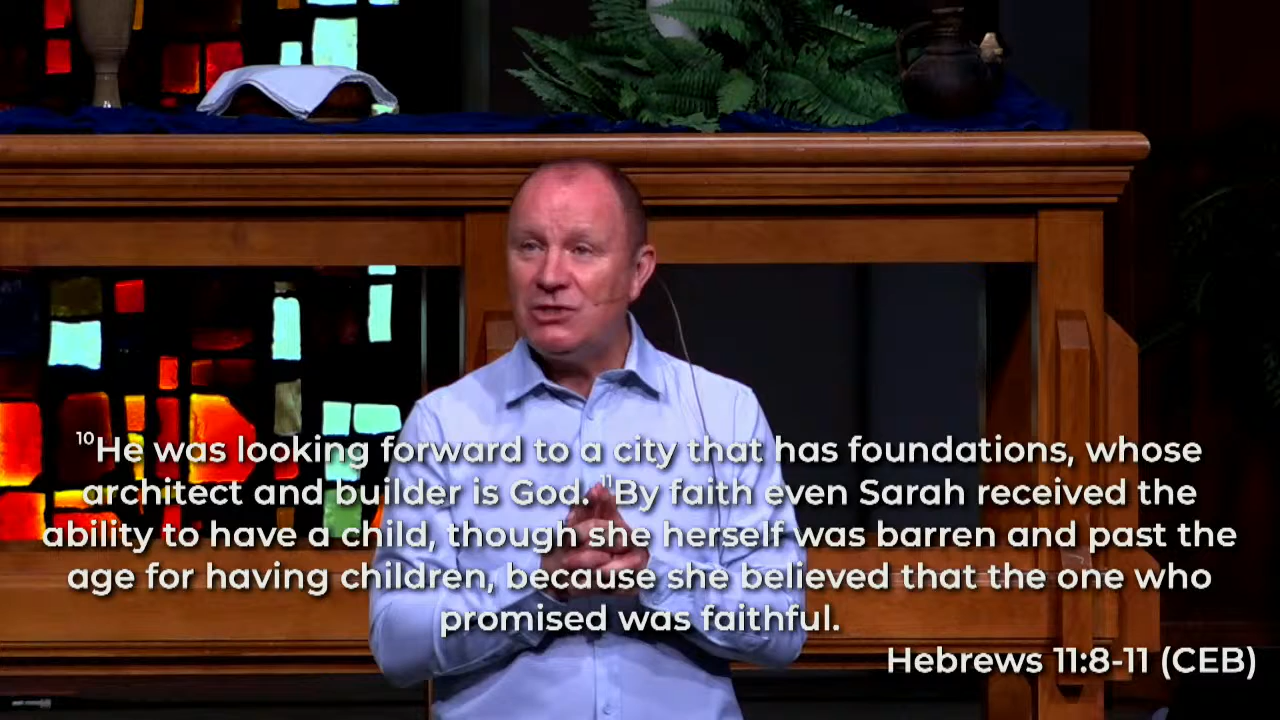 ¹⁰He was looking forward to a city that has foundations, whose
architect and builder is God. ¹¹By faith even Sarah received the
ability to have a child, though she herself was barren and past the
age for having children, because she believed that the one who
promised was faithful.
Hebrews 11:8-11 (CEB)